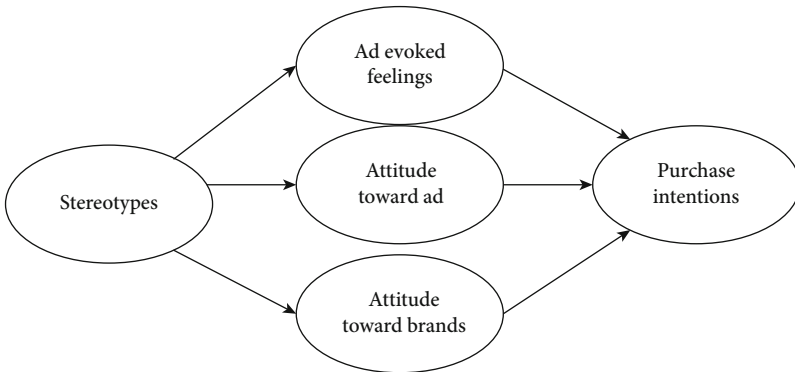 Ad evoked
feelings
Stereotypes
Attitude
toward ad
Purchase
intentions
Attitude
toward brands